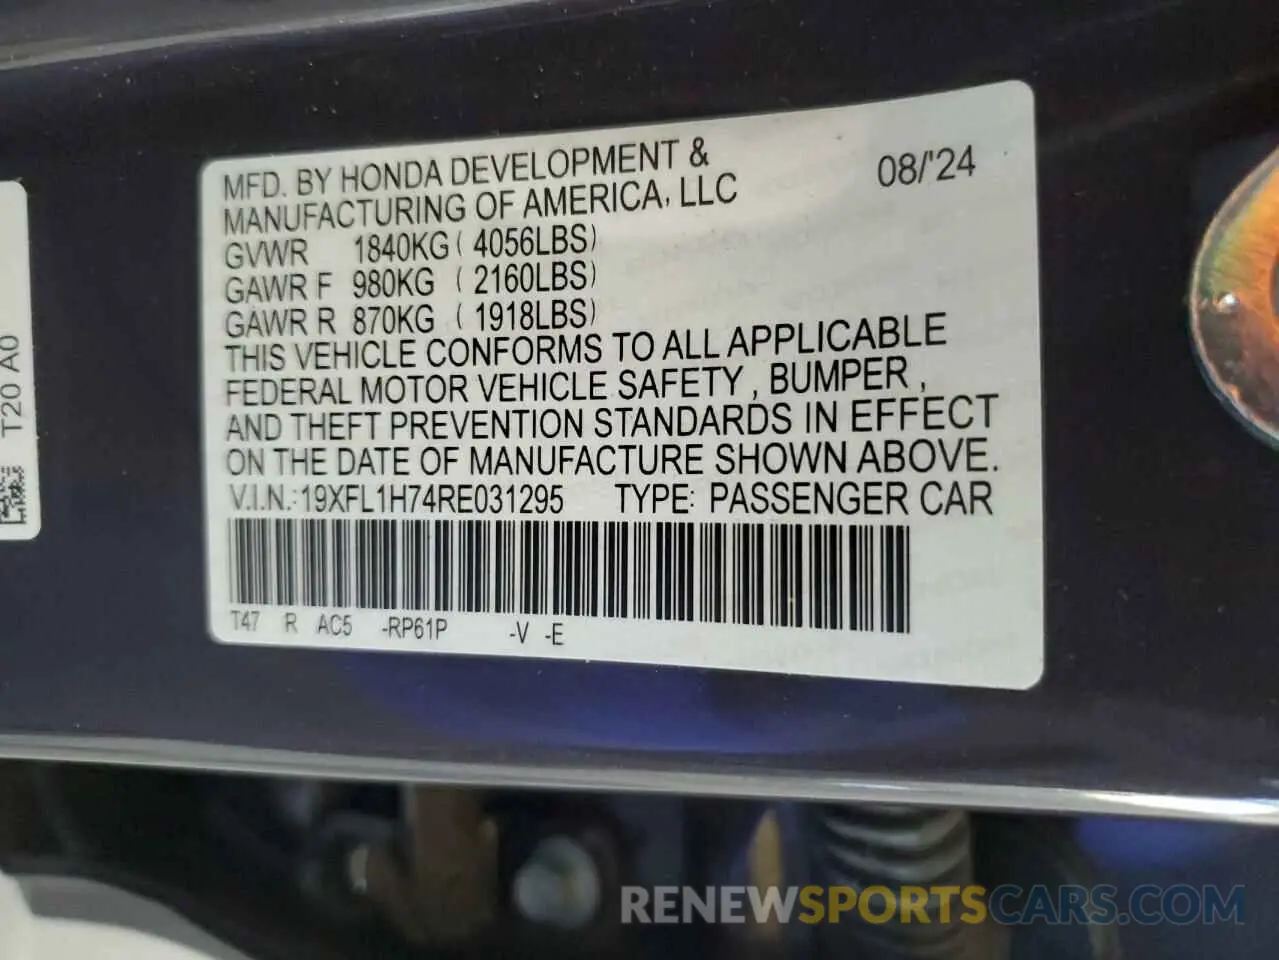 MFD. BY HONDA DEVELOPMENT &
MANUFACTURING OF AMERICA, LLC
08/'24
GVWR 1840KG ( 4056LBS)
GAWR F 980KG ( 2160LBS)
GAWR R 870KG ( 1918LBS)
THIS VEHICLE CONFORMS TO ALL APPLICABLE
FEDERAL MOTOR VEHICLE SAFETY , BUMPER ,
AND THEFT PREVENTION STANDARDS IN EFFECT
ON THE DATE OF MANUFACTURE SHOWN ABOVE.
V.I.N.: 19XFL1H74RE031295 TYPE: PASSENGER CAR
T47 R AC5 -RP61P -V -E
T20 A0
RENEWSPORTSCARS.COM